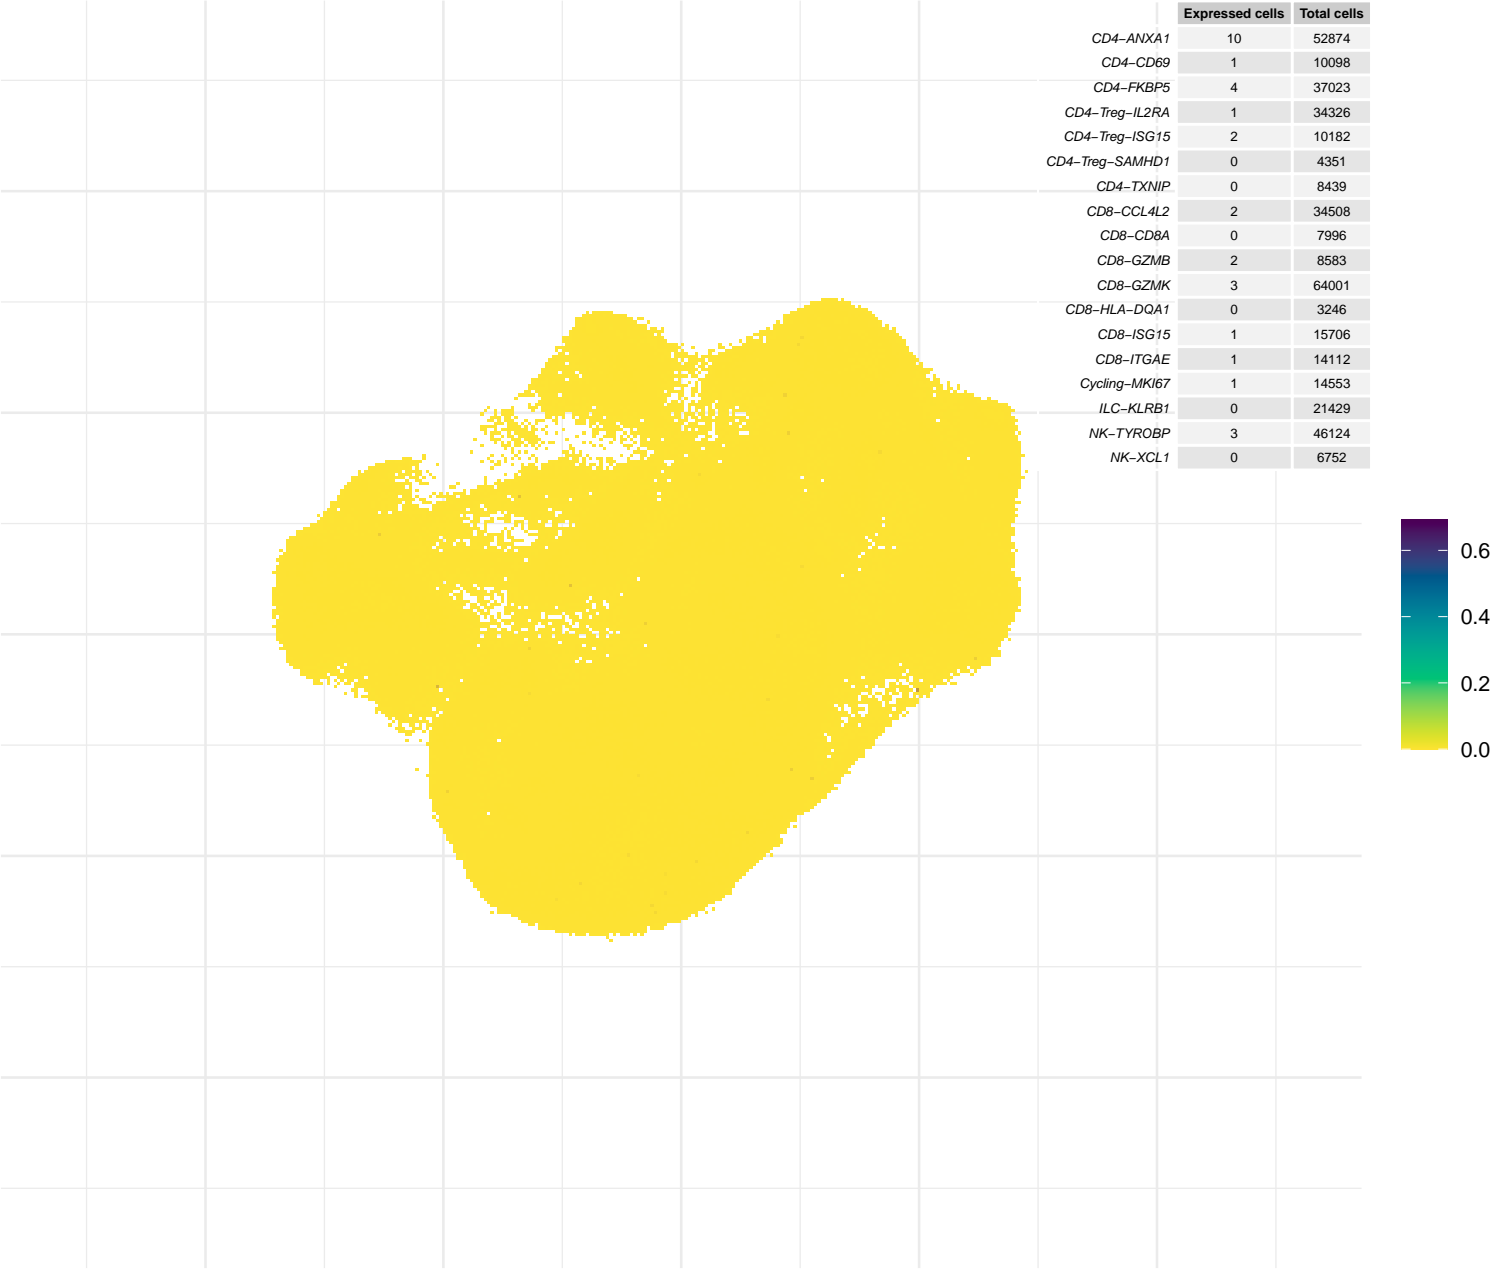 Expressed cells Total cells
CD4−ANXA1 10 52874
CD4−CD69 1 10098
CD4−FKBP5 4 37023
CD4−Treg−IL2RA 1 34326
CD4−Treg−ISG15 2 10182
CD4−Treg−SAMHD1 0 4351
CD4−TXNIP 0 8439
CD8−CCL4L2 2 34508
CD8−CD8A 0 7996
CD8−GZMB 2 8583
CD8−GZMK 3 64001
CD8−HLA−DQA1 0 3246
CD8−ISG15 1 15706
CD8−ITGAE 1 14112
Cycling−MKI67 1 14553
ILC−KLRB1 0 21429
NK−TYROBP 3 46124
NK−XCL1 0 6752
0.6
0.4
0.2
0.0